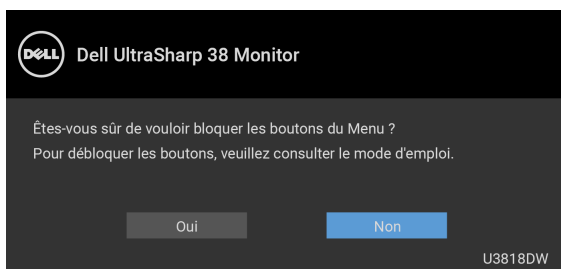 DELL
Dell UltraSharp 38 Monitor
Êtes-vous sûr de vouloir bloquer les boutons du Menu ?
Pour débloquer les boutons, veuillez consulter le mode d'emploi.
Oui
Non
U3818DW